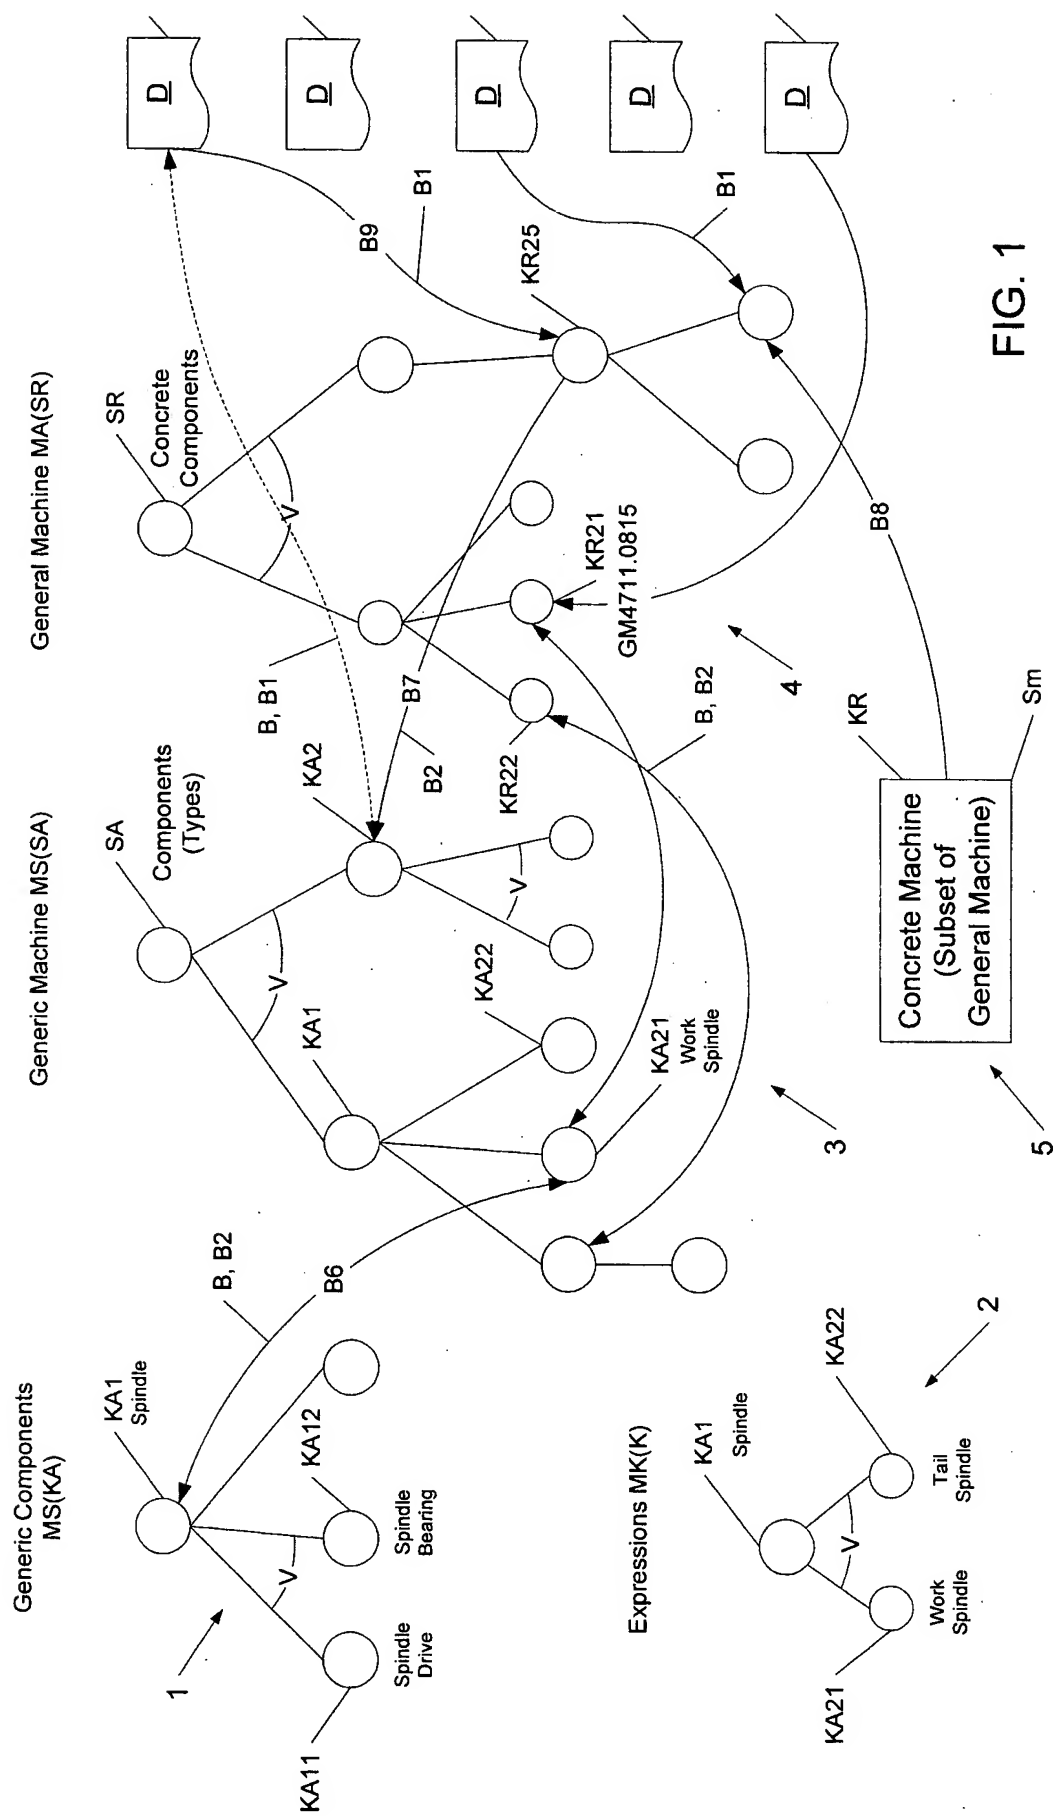 Generic Components
MS(KA)
KA1
Spindle
V
1
KA11
Spindle
Drive
KA12
Spindle
Bearing
B, B2
B6
Expressions MK(K)
KA1
Spindle
V
KA21
Work
Spindle
KA22
Tail
Spindle
2
Generic Machine MS(SA)
SA
Components
(Types)
V
KA1
KA2
V
KA22
KA21
Work
Spindle
3
General Machine MA(SR)
SR
Concrete
Components
V
B, B1
B7
B2
KR22
KR21
GM4711.0815
B, B2
4
KR25
B9
B1
B1
B8
D
D
D
D
D
KR
Sm
Concrete Machine
(Subset of
General Machine)
5
FIG. 1